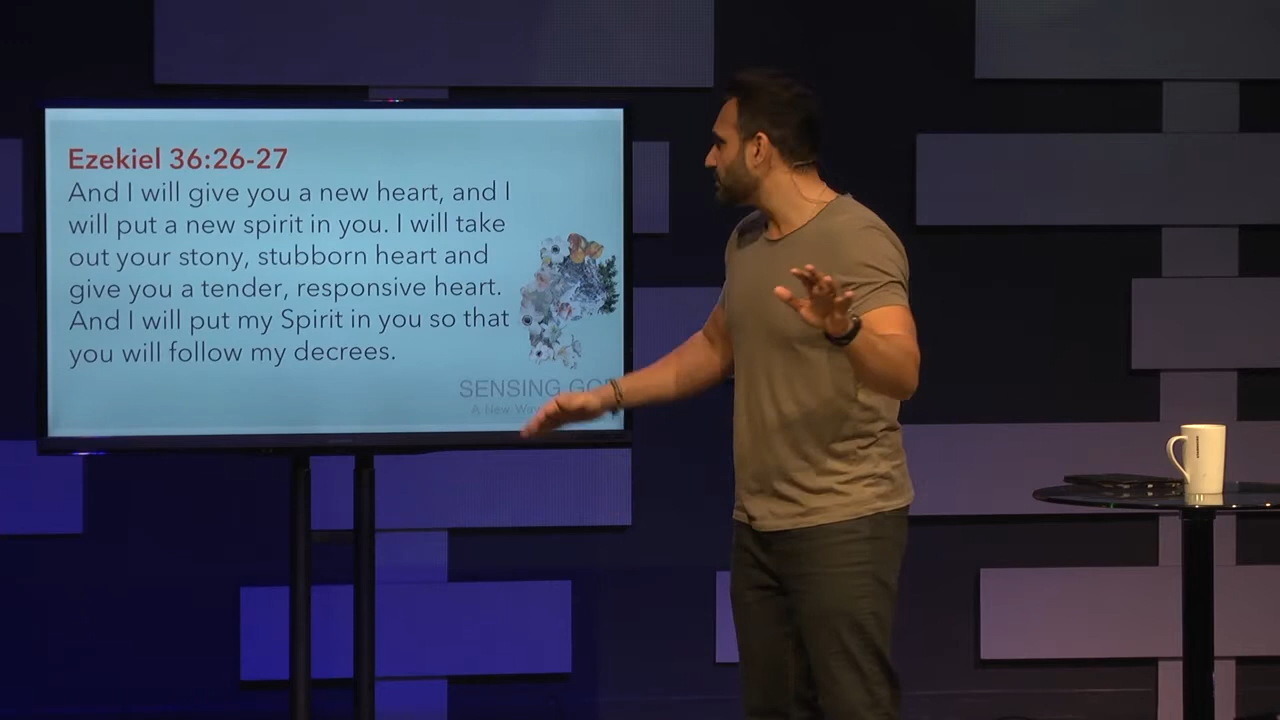 Ezekiel 36:26-27
And I will give you a new heart, and I
will put a new spirit in you. I will take
out your stony, stubborn heart and
give you a tender, responsive heart.
And I will put my Spirit in you so that
you will follow my decrees.
SENSING
A New